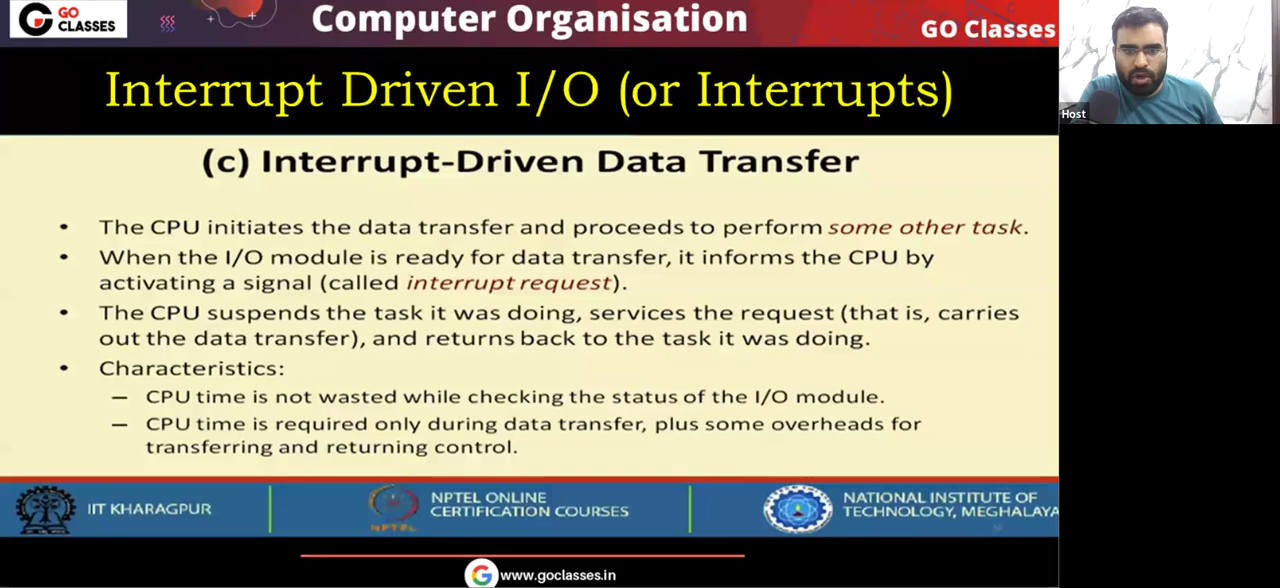 GO
CLASSES
Computer Organisation
GO Classes
Interrupt Driven I/O (or Interrupts)
Host
(c) Interrupt-Driven Data Transfer
• The CPU initiates the data transfer and proceeds to perform some other task.
• When the I/O module is ready for data transfer, it informs the CPU by
activating a signal (called interrupt request).
• The CPU suspends the task it was doing, services the request (that is, carries
out the data transfer), and returns back to the task it was doing.
• Characteristics:
– CPU time is not wasted while checking the status of the I/O module.
– CPU time is required only during data transfer, plus some overheads for
transferring and returning control.
IIT KHARAGPUR
NPTEL
NPTEL ONLINE
CERTIFICATION COURSES
NATIONAL INSTITUTE OF
TECHNOLOGY, MEGHALAYA
www.goclasses.in